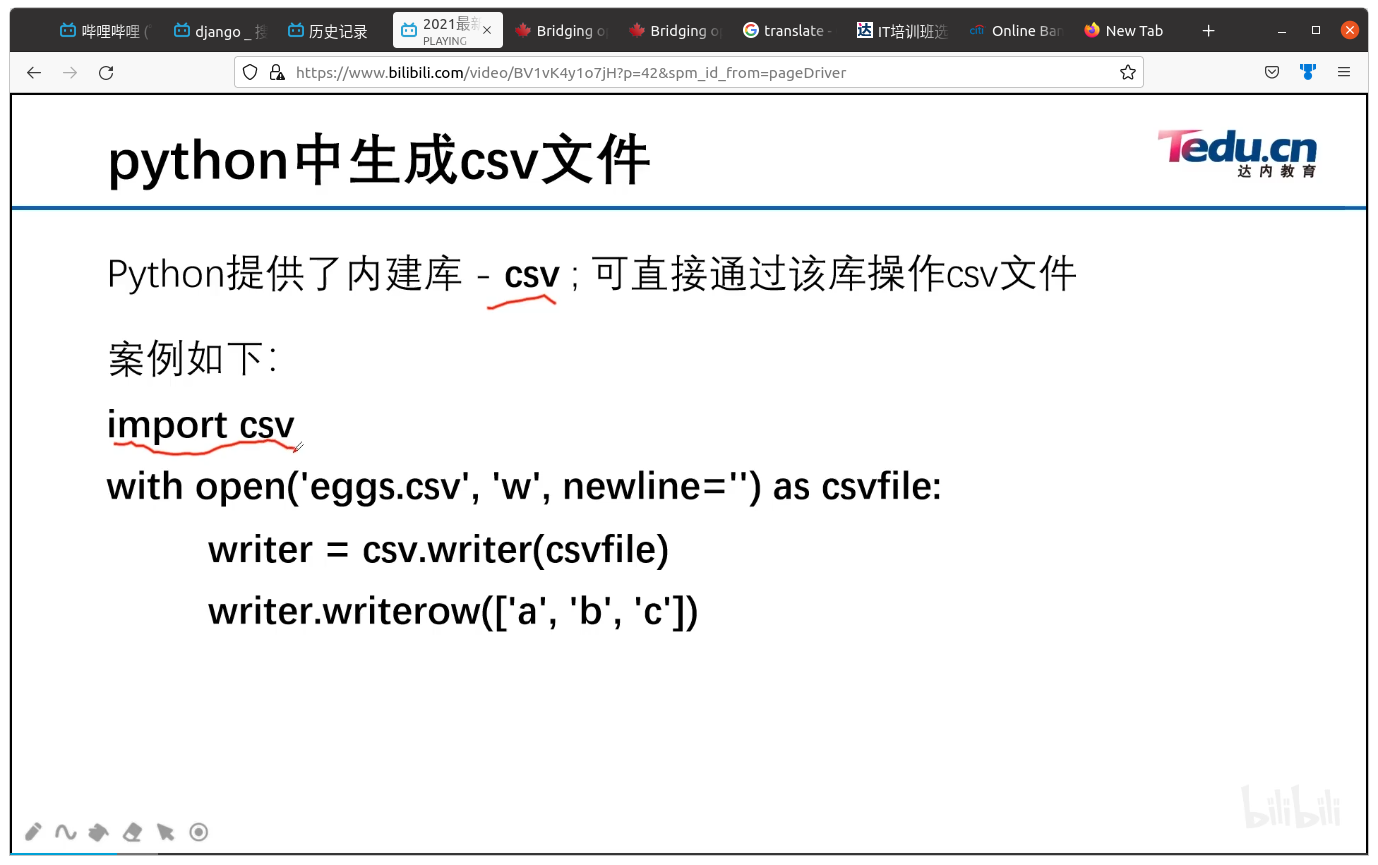 哔哩哔哩 (
django _ 搜
历史记录
2021最新
PLAYING
Bridging o
Bridging o
translate -
IT培训班选
citi
Online Ban
New Tab
https://www.bilibili.com/video/BV1vK4y1o7jH?p=42&spm_id_from=pageDriver
python中生成csv文件
Tedu.cn
达内教育
Python提供了内建库 - csv ; 可直接通过该库操作csv文件
案例如下：
import csv
with open('eggs.csv', 'w', newline='') as csvfile:
writer = csv.writer(csvfile)
writer.writerow(['a', 'b', 'c'])
bilibili